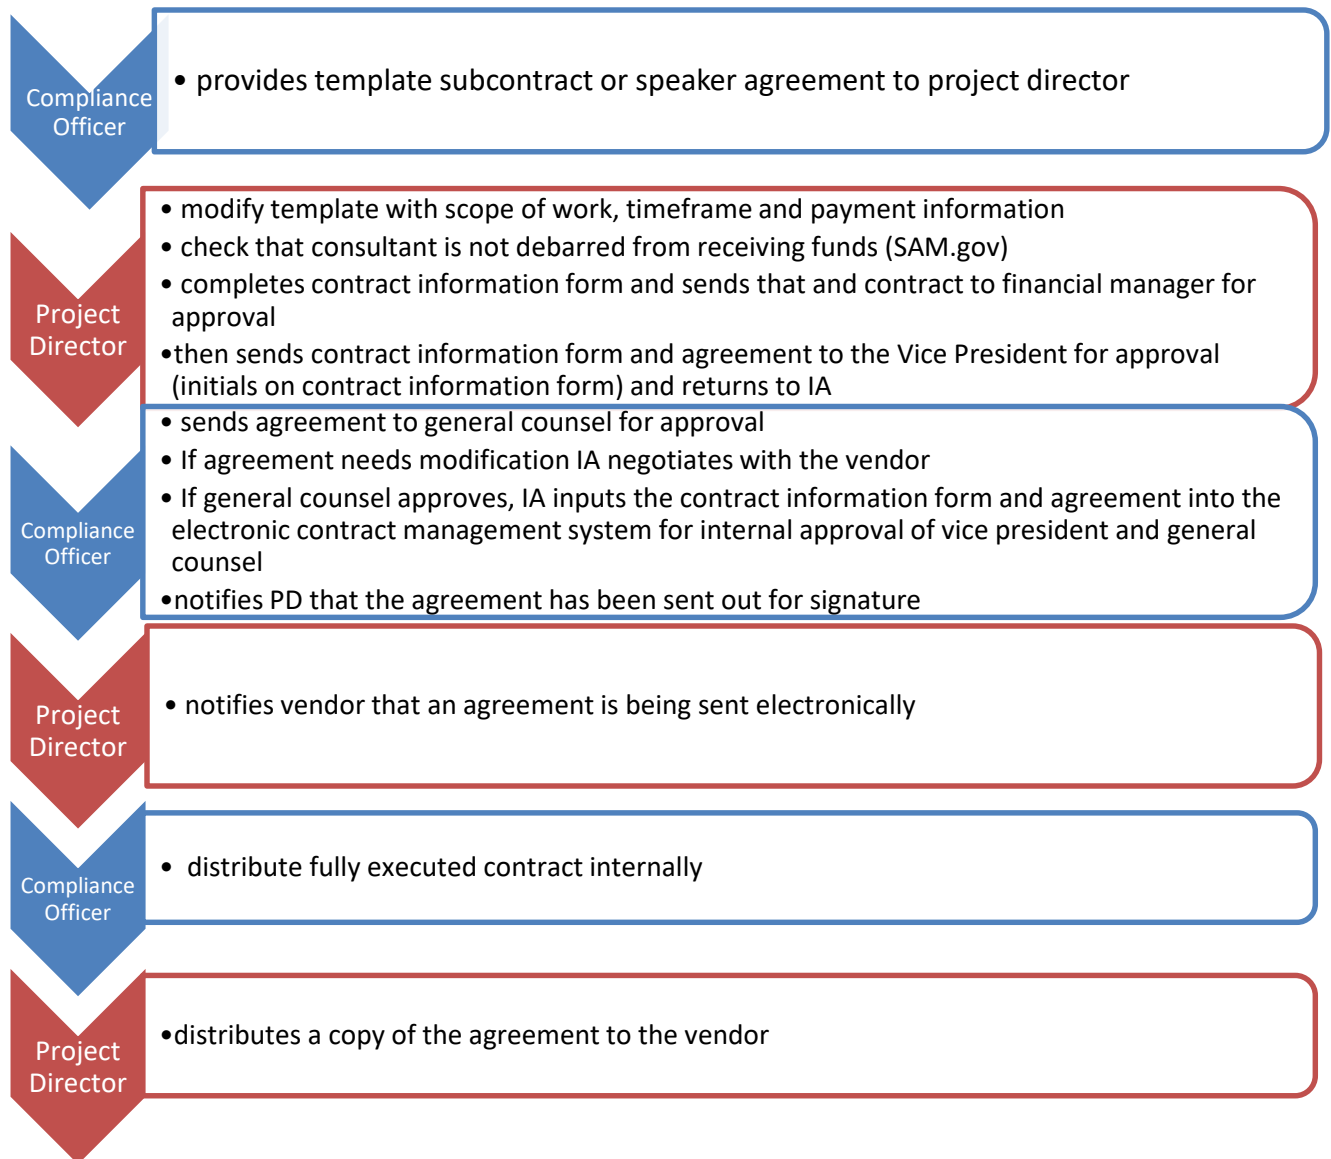 Compliance
Officer
• provides template subcontract or speaker agreement to project director
Project
Director
• modify template with scope of work, timeframe and payment information
• check that consultant is not debarred from receiving funds (SAM.gov)
• completes contract information form and sends that and contract to financial manager for
approval
•then sends contract information form and agreement to the Vice President for approval
(initials on contract information form) and returns to IA
Compliance
Officer
• sends agreement to general counsel for approval
• If agreement needs modification IA negotiates with the vendor
• If general counsel approves, IA inputs the contract information form and agreement into the
electronic contract management system for internal approval of vice president and general
counsel
•notifies PD that the agreement has been sent out for signature
Project
Director
• notifies vendor that an agreement is being sent electronically
Compliance
Officer
• distribute fully executed contract internally
Project
Director
•distributes a copy of the agreement to the vendor